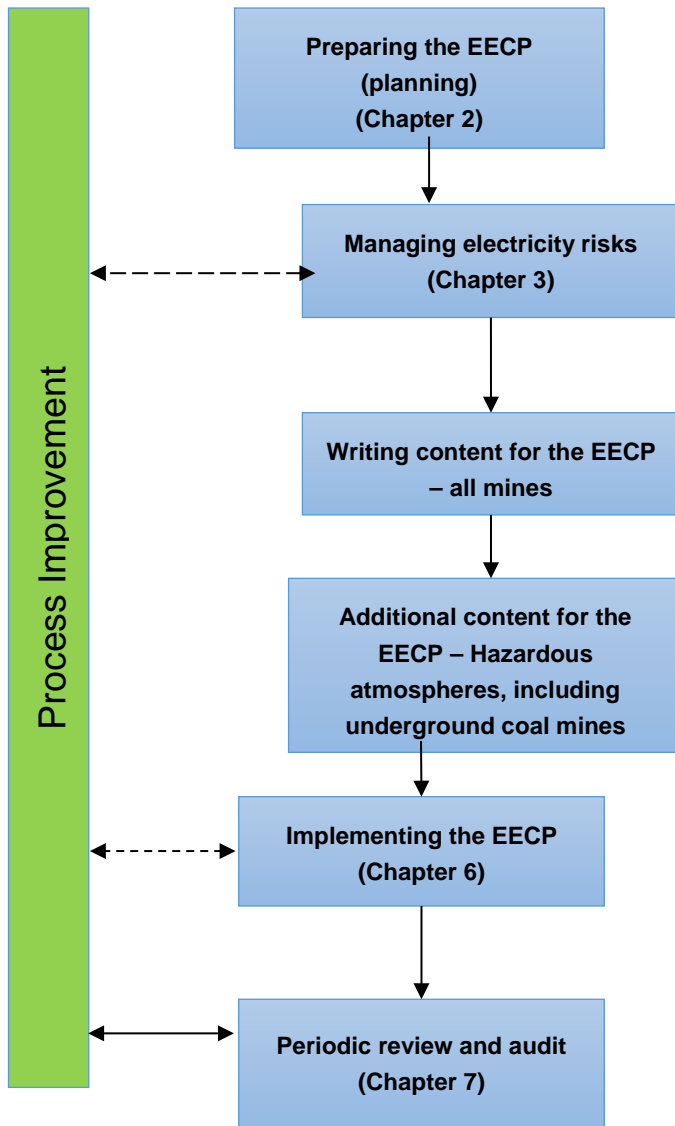 Process Improvement
Preparing the EECP
(planning)
(Chapter 2)
Managing electricity risks
(Chapter 3)
Writing content for the EECP
– all mines
Additional content for the
EECP – Hazardous
atmospheres, including
underground coal mines
Implementing the EECP
(Chapter 6)
Periodic review and audit
(Chapter 7)